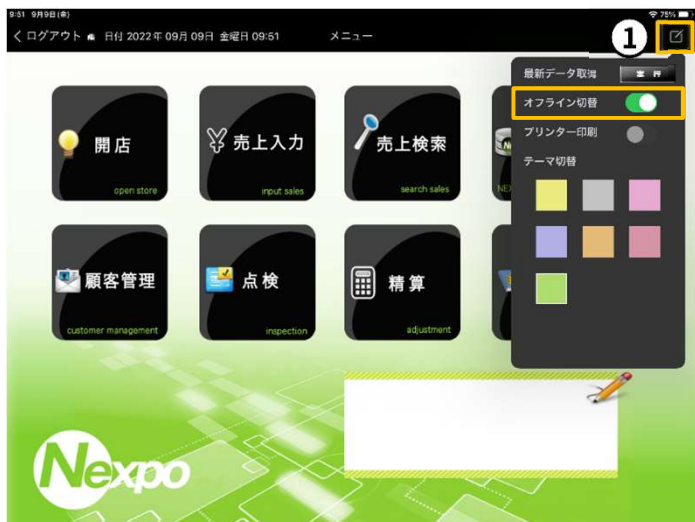 9:51 9月9日(金)
75%
く ログアウト
日付 2022年09月09日 金曜日 09:51
メニュー
1
最新データ取得
実行
オフライン切替
プリンター印刷
テーマ切替
開店
open store
¥ 売上入力
input sales
売上検索
search sales
顧客管理
customer management
点検
inspection
精算
adjustment
Nexpo